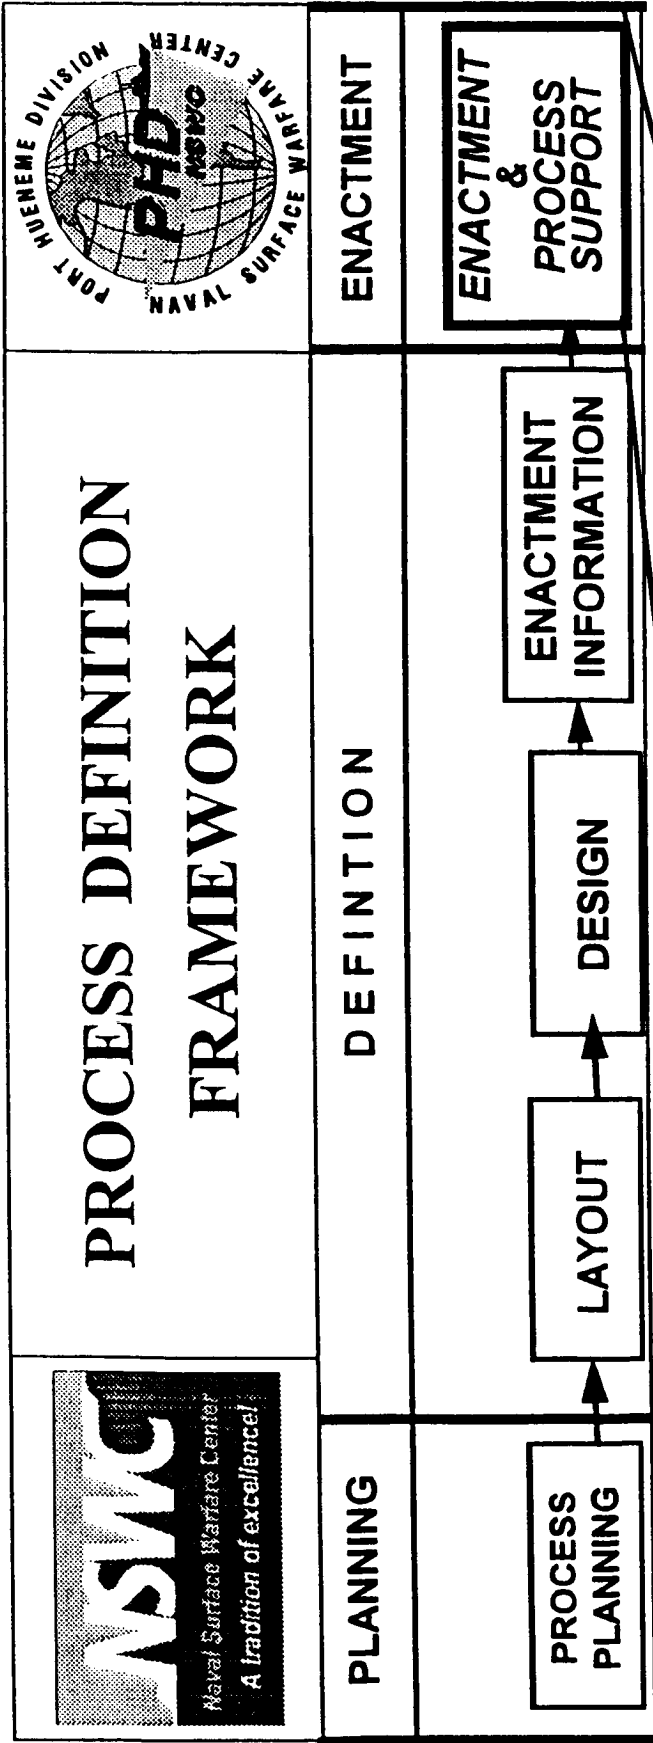 NSWC
Naval Surface Warfare Center
A tradition of excellence!
PROCESS DEFINITION
FRAMEWORK
PORT HUENEME DIVISION
NAVAL SURFACE WARFARE CENTER
PHD
NSWC
PLANNING
DEFINTION
ENACTMENT
PROCESS
PLANNING
LAYOUT
DESIGN
ENACTMENT
INFORMATION
ENACTMENT
&
PROCESS
SUPPORT